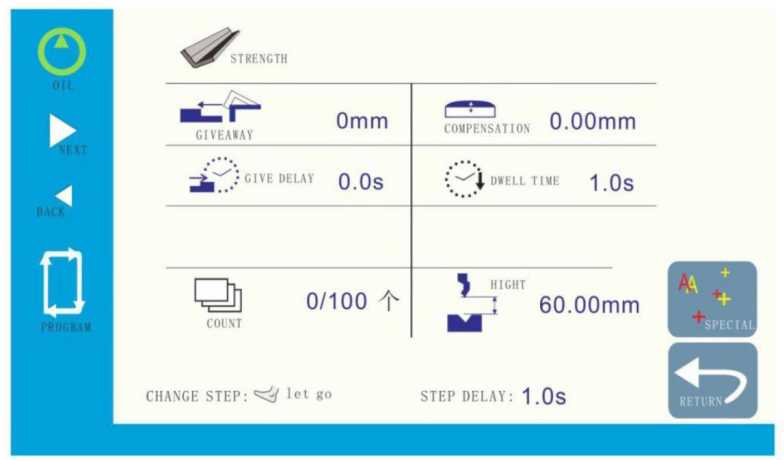 OIL
NEXT
BACK
PROGRAM
STRENGTH
GIVEAWAY 0mm
COMPENSATION 0.00mm
GIVE DELAY 0.0s
DWELL TIME 1.0s
COUNT 0/100 个
HIGHT 60.00mm
AA
SPECIAL
CHANGE STEP: let go
STEP DELAY: 1.0s
RETURN